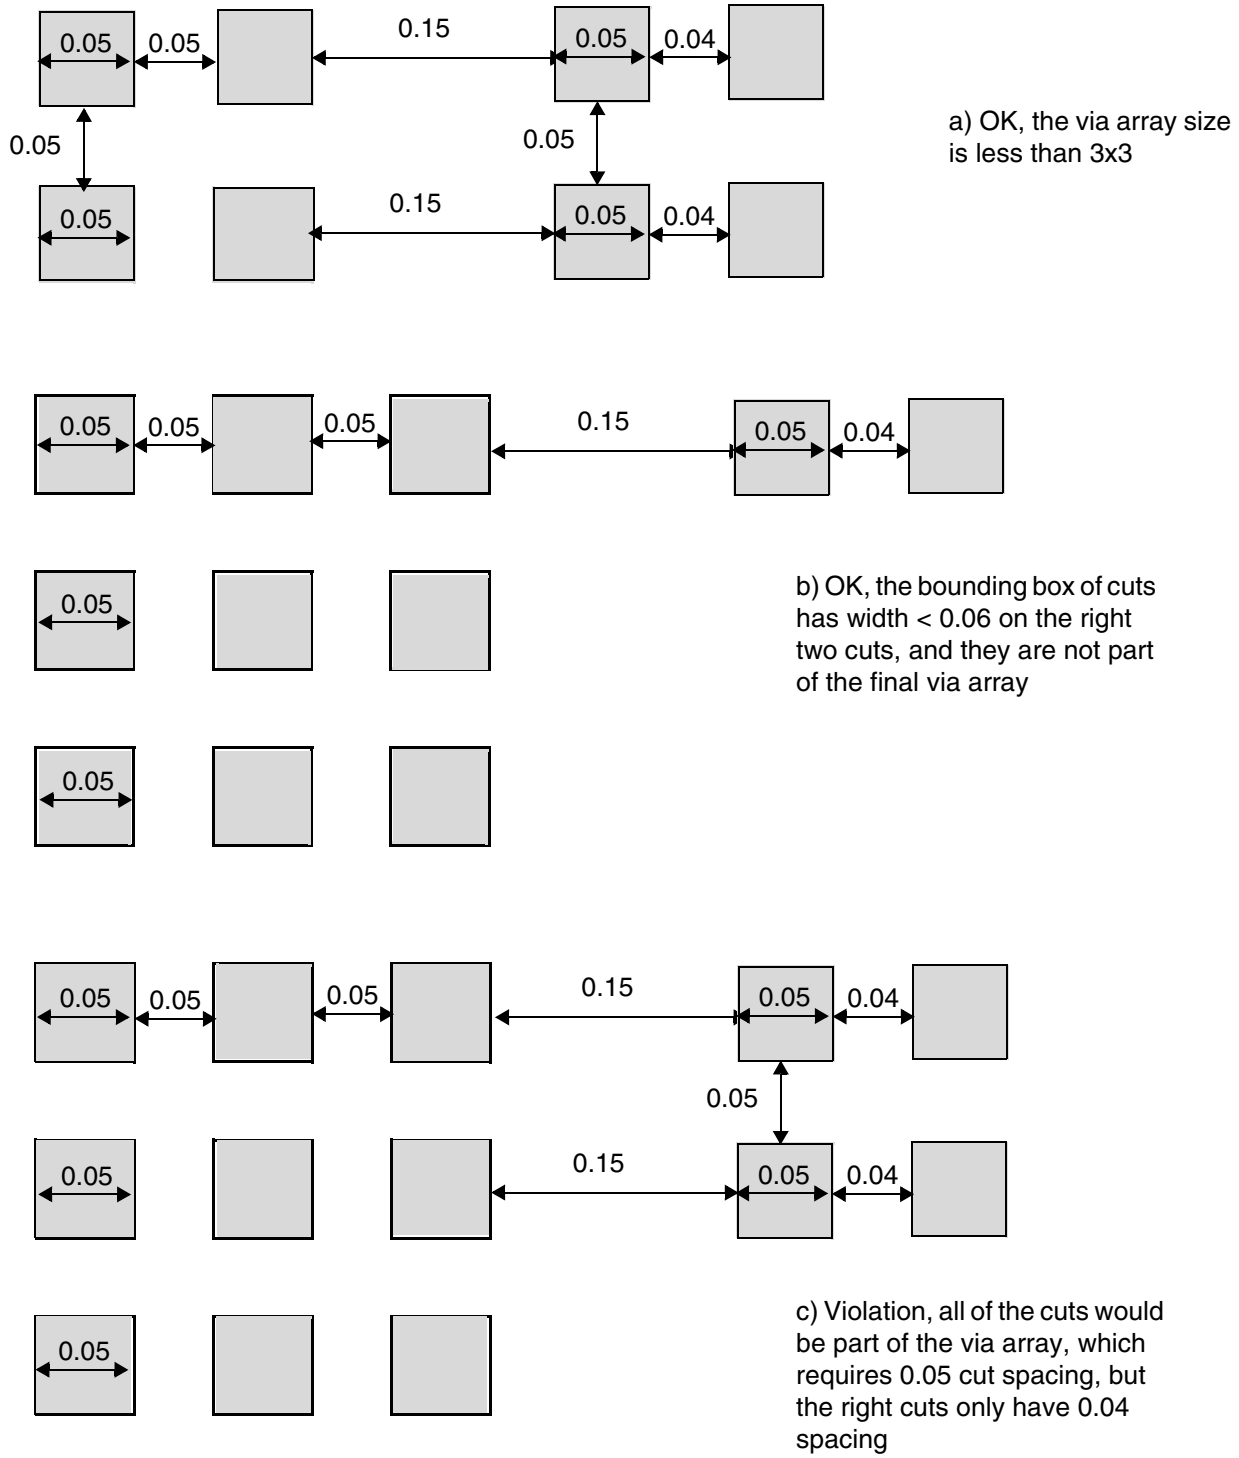 0.05 0.05 0.15 0.05 0.04
0.05 0.05
a) OK, the via array size
is less than 3x3
0.05 0.15 0.05 0.04
0.05 0.05 0.05 0.15 0.05 0.04
0.05
b) OK, the bounding box of cuts
has width < 0.06 on the right
two cuts, and they are not part
of the final via array
0.05
0.05 0.05 0.05 0.15 0.05 0.04
0.05
0.05 0.15 0.05 0.04
0.05
c) Violation, all of the cuts would
be part of the via array, which
requires 0.05 cut spacing, but
the right cuts only have 0.04
spacing